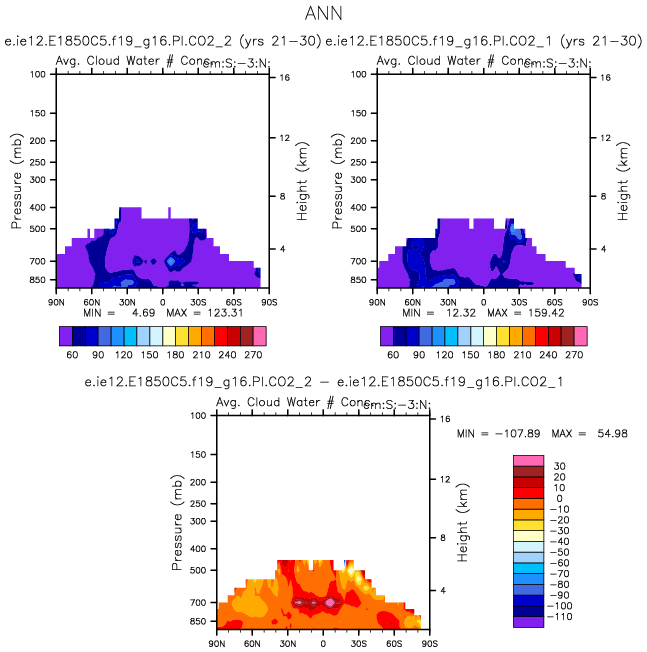 ANN
e.ie12.E1850C5.f19_g16.PI.CO2_2 (yrs 21-30) e.ie12.E1850C5.f19_g16.PI.CO2_1 (yrs 21-30)
Avg. Cloud Water # Conc. cm:S:-3:N: Avg. Cloud Water # Conc. cm:S:-3:N:
Pressure (mb) Height (km) Pressure (mb) Height (km)
100 16 100 16
150 12 150 12
200 200
250 250
300 8 300 8
400 400
500 4 500 4
700 700
850 850
90N 60N 30N 0 30S 60S 90S 90N 60N 30N 0 30S 60S 90S
MIN = 4.69 MAX = 123.31 MIN = 12.32 MAX = 159.42
60 90 120 150 180 210 240 270 60 90 120 150 180 210 240 270
e.ie12.E1850C5.f19_g16.PI.CO2_2 - e.ie12.E1850C5.f19_g16.PI.CO2_1
Avg. Cloud Water # Conc. cm:S:-3:N:
MIN = -107.89 MAX = 54.98
Pressure (mb) Height (km)
100 16
150 12
200
250
300 8
400
500 4
700
850
90N 60N 30N 0 30S 60S 90S
30
20
10
0
-10
-20
-30
-40
-50
-60
-70
-80
-90
-100
-110